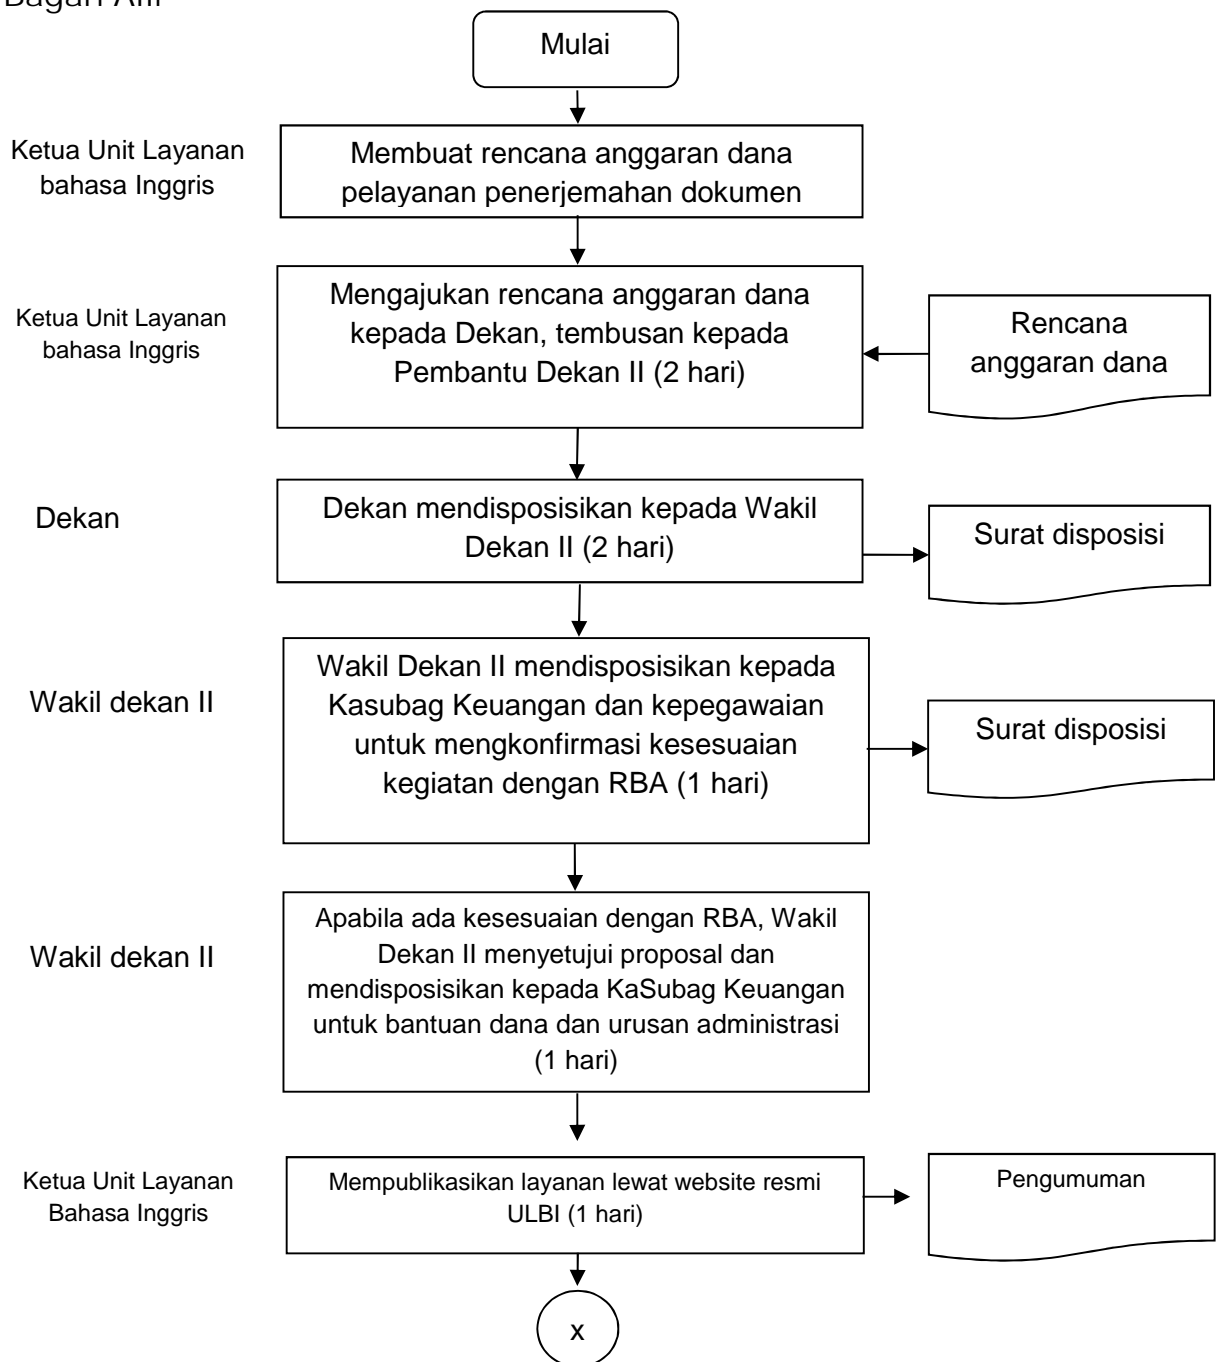 Bagan Alir
Mulai
Ketua Unit Layanan
bahasa Inggris
Membuat rencana anggaran dana
pelayanan penerjemahan dokumen
Ketua Unit Layanan
bahasa Inggris
Mengajukan rencana anggaran dana
kepada Dekan, tembusan kepada
Pembantu Dekan II (2 hari)
Rencana
anggaran dana
Dekan
Dekan mendisposisikan kepada Wakil
Dekan II (2 hari)
Surat disposisi
Wakil dekan II
Wakil Dekan II mendisposisikan kepada
Kasubag Keuangan dan kepegawaian
untuk mengkonfirmasi kesesuaian
kegiatan dengan RBA (1 hari)
Surat disposisi
Wakil dekan II
Apabila ada kesesuaian dengan RBA, Wakil
Dekan II menyetujui proposal dan
mendisposisikan kepada KaSubag Keuangan
untuk bantuan dana dan urusan administrasi
(1 hari)
Ketua Unit Layanan
Bahasa Inggris
Mempublikasikan layanan lewat website resmi
ULBI (1 hari)
Pengumuman
x